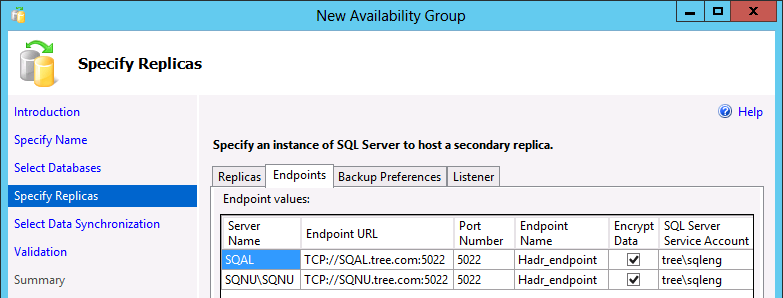 New Availability Group
Specify Replicas
Introduction
Specify Name
Select Databases
Specify Replicas
Select Data Synchronization
Validation
Summary
Help
Specify an instance of SQL Server to host a secondary replica.
Replicas Endpoints Backup Preferences Listener
Endpoint values:
Server Name Endpoint URL Port Number Endpoint Name Encrypt Data SQL Server Service Account
SQAL TCP://SQAL.tree.com:5022 5022 Hadr_endpoint tree\sqleng
SQNU\SQNU TCP://SQNU.tree.com:5022 5022 Hadr_endpoint tree\sqleng